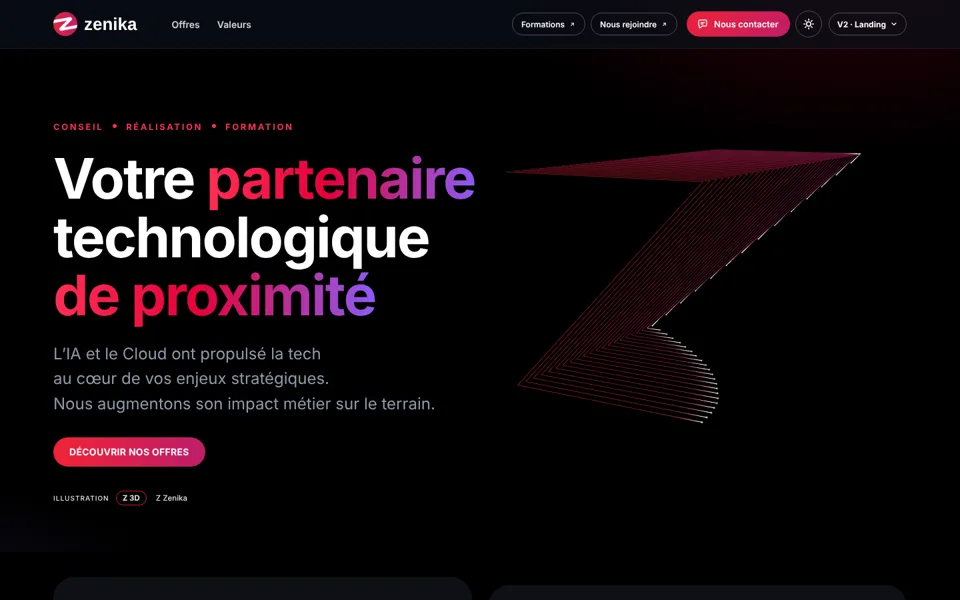 zenika
Offres
Valeurs
Formations
Nous rejoindre
Nous contacter
V2 · Landing
CONSEIL • RÉALISATION • FORMATION
Votre partenaire
technologique
de proximité
L’IA et le Cloud ont propulsé la tech
au cœur de vos enjeux stratégiques.
Nous augmentons son impact métier sur le terrain.
DÉCOUVRIR NOS OFFRES
ILLUSTRATION Z 3D Z Zenika